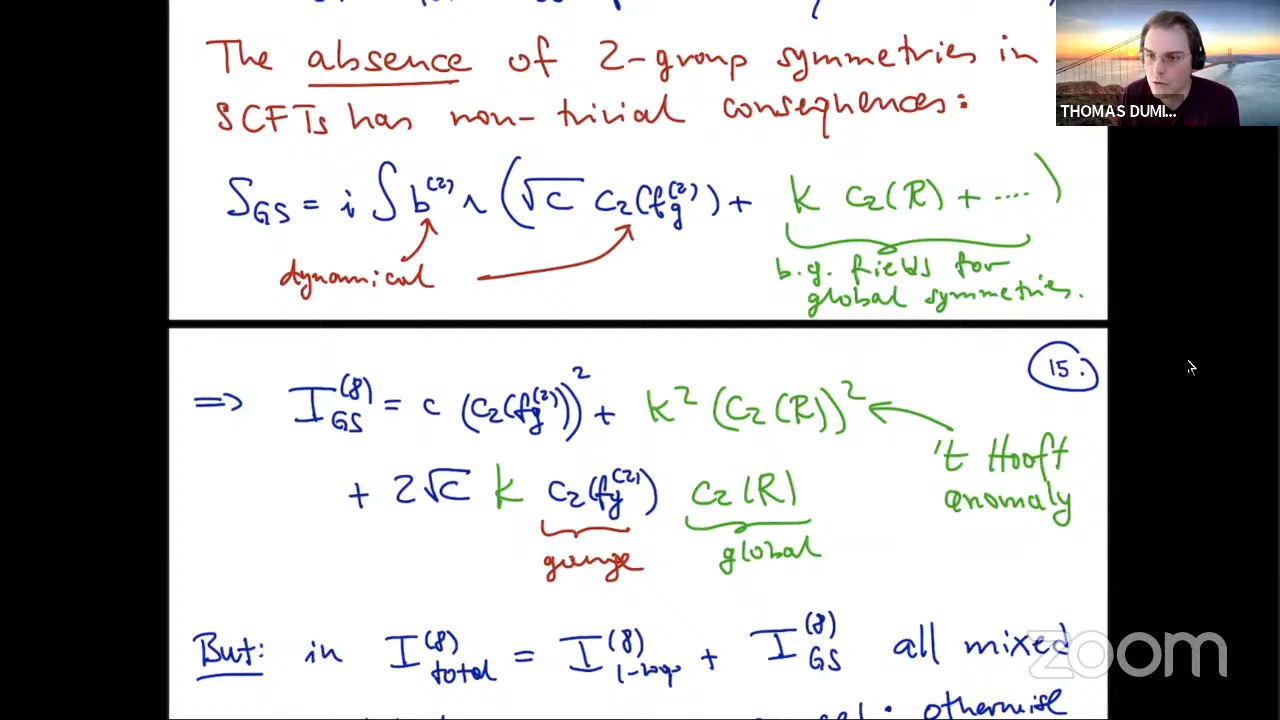 The absence of 2-group symmetries in
SCFTs has non-trivial consequences:
S_GS = i ∫ b^(2) ∧ (√c c₂(f_g^(2)) + k c₂(R) + ....)
dynamical
b.g. fields for
global symmetries.
15.
⇒ I_GS^(8) = c (c₂(f_g^(2)))² + k² (c₂(R))²
't Hooft
anomaly
+ 2√c k c₂(f_g^(2)) c₂(R)
gauge
global
But: in I_total^(8) = I_1-loop^(8) + I_GS^(8) all mixed
otherwise
THOMAS DUMI...
zoom